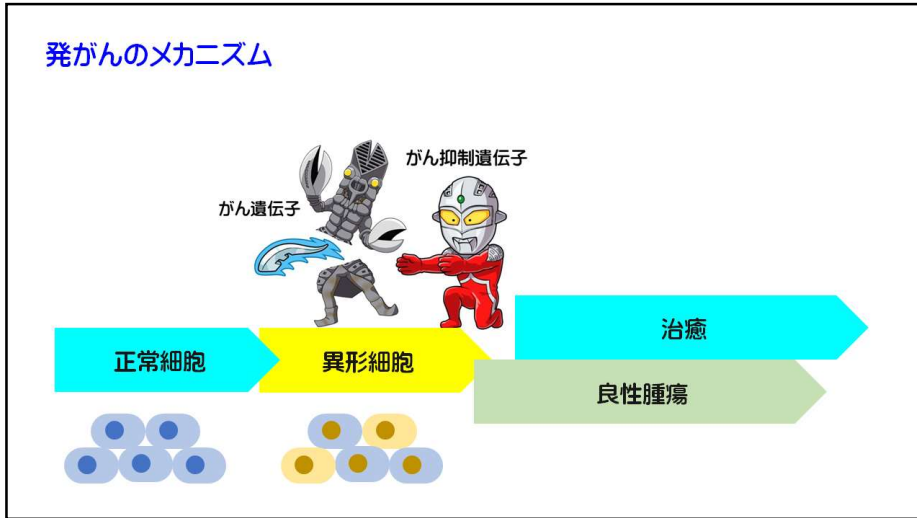 発がんのメカニズム
がん抑制遺伝子
がん遺伝子
治癒
正常細胞
異形細胞
良性腫瘍